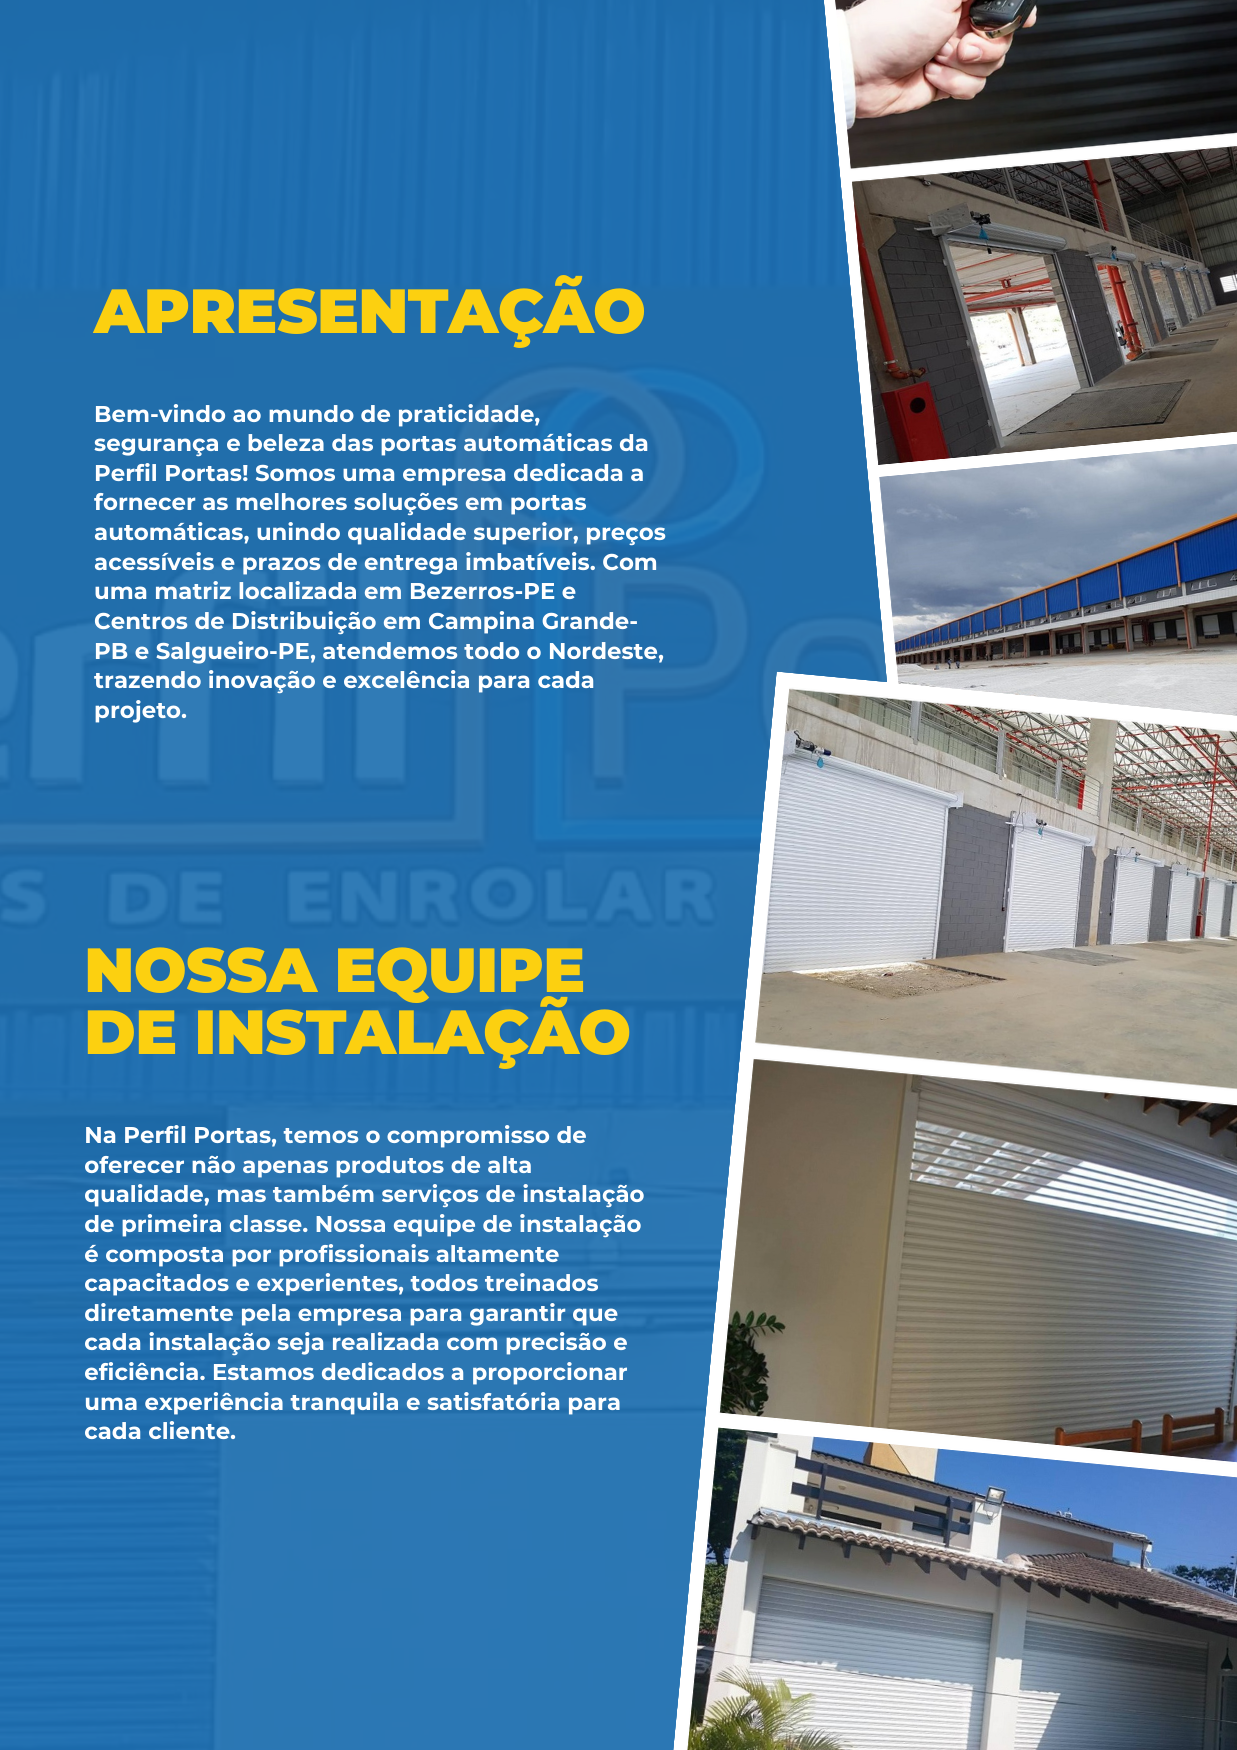 APRESENTAÇÃO
Bem-vindo ao mundo de praticidade,
segurança e beleza das portas automáticas da
Perfil Portas! Somos uma empresa dedicada a
fornecer as melhores soluções em portas
automáticas, unindo qualidade superior, preços
acessíveis e prazos de entrega imbatíveis. Com
uma matriz localizada em Bezerros-PE e
Centros de Distribuição em Campina Grande-
PB e Salgueiro-PE, atendemos todo o Nordeste,
trazendo inovação e excelência para cada
projeto.
S DE ENROLAR
NOSSA EQUIPE
DE INSTALAÇÃO
Na Perfil Portas, temos o compromisso de
oferecer não apenas produtos de alta
qualidade, mas também serviços de instalação
de primeira classe. Nossa equipe de instalação
é composta por profissionais altamente
capacitados e experientes, todos treinados
diretamente pela empresa para garantir que
cada instalação seja realizada com precisão e
eficiência. Estamos dedicados a proporcionar
uma experiência tranquila e satisfatória para
cada cliente.